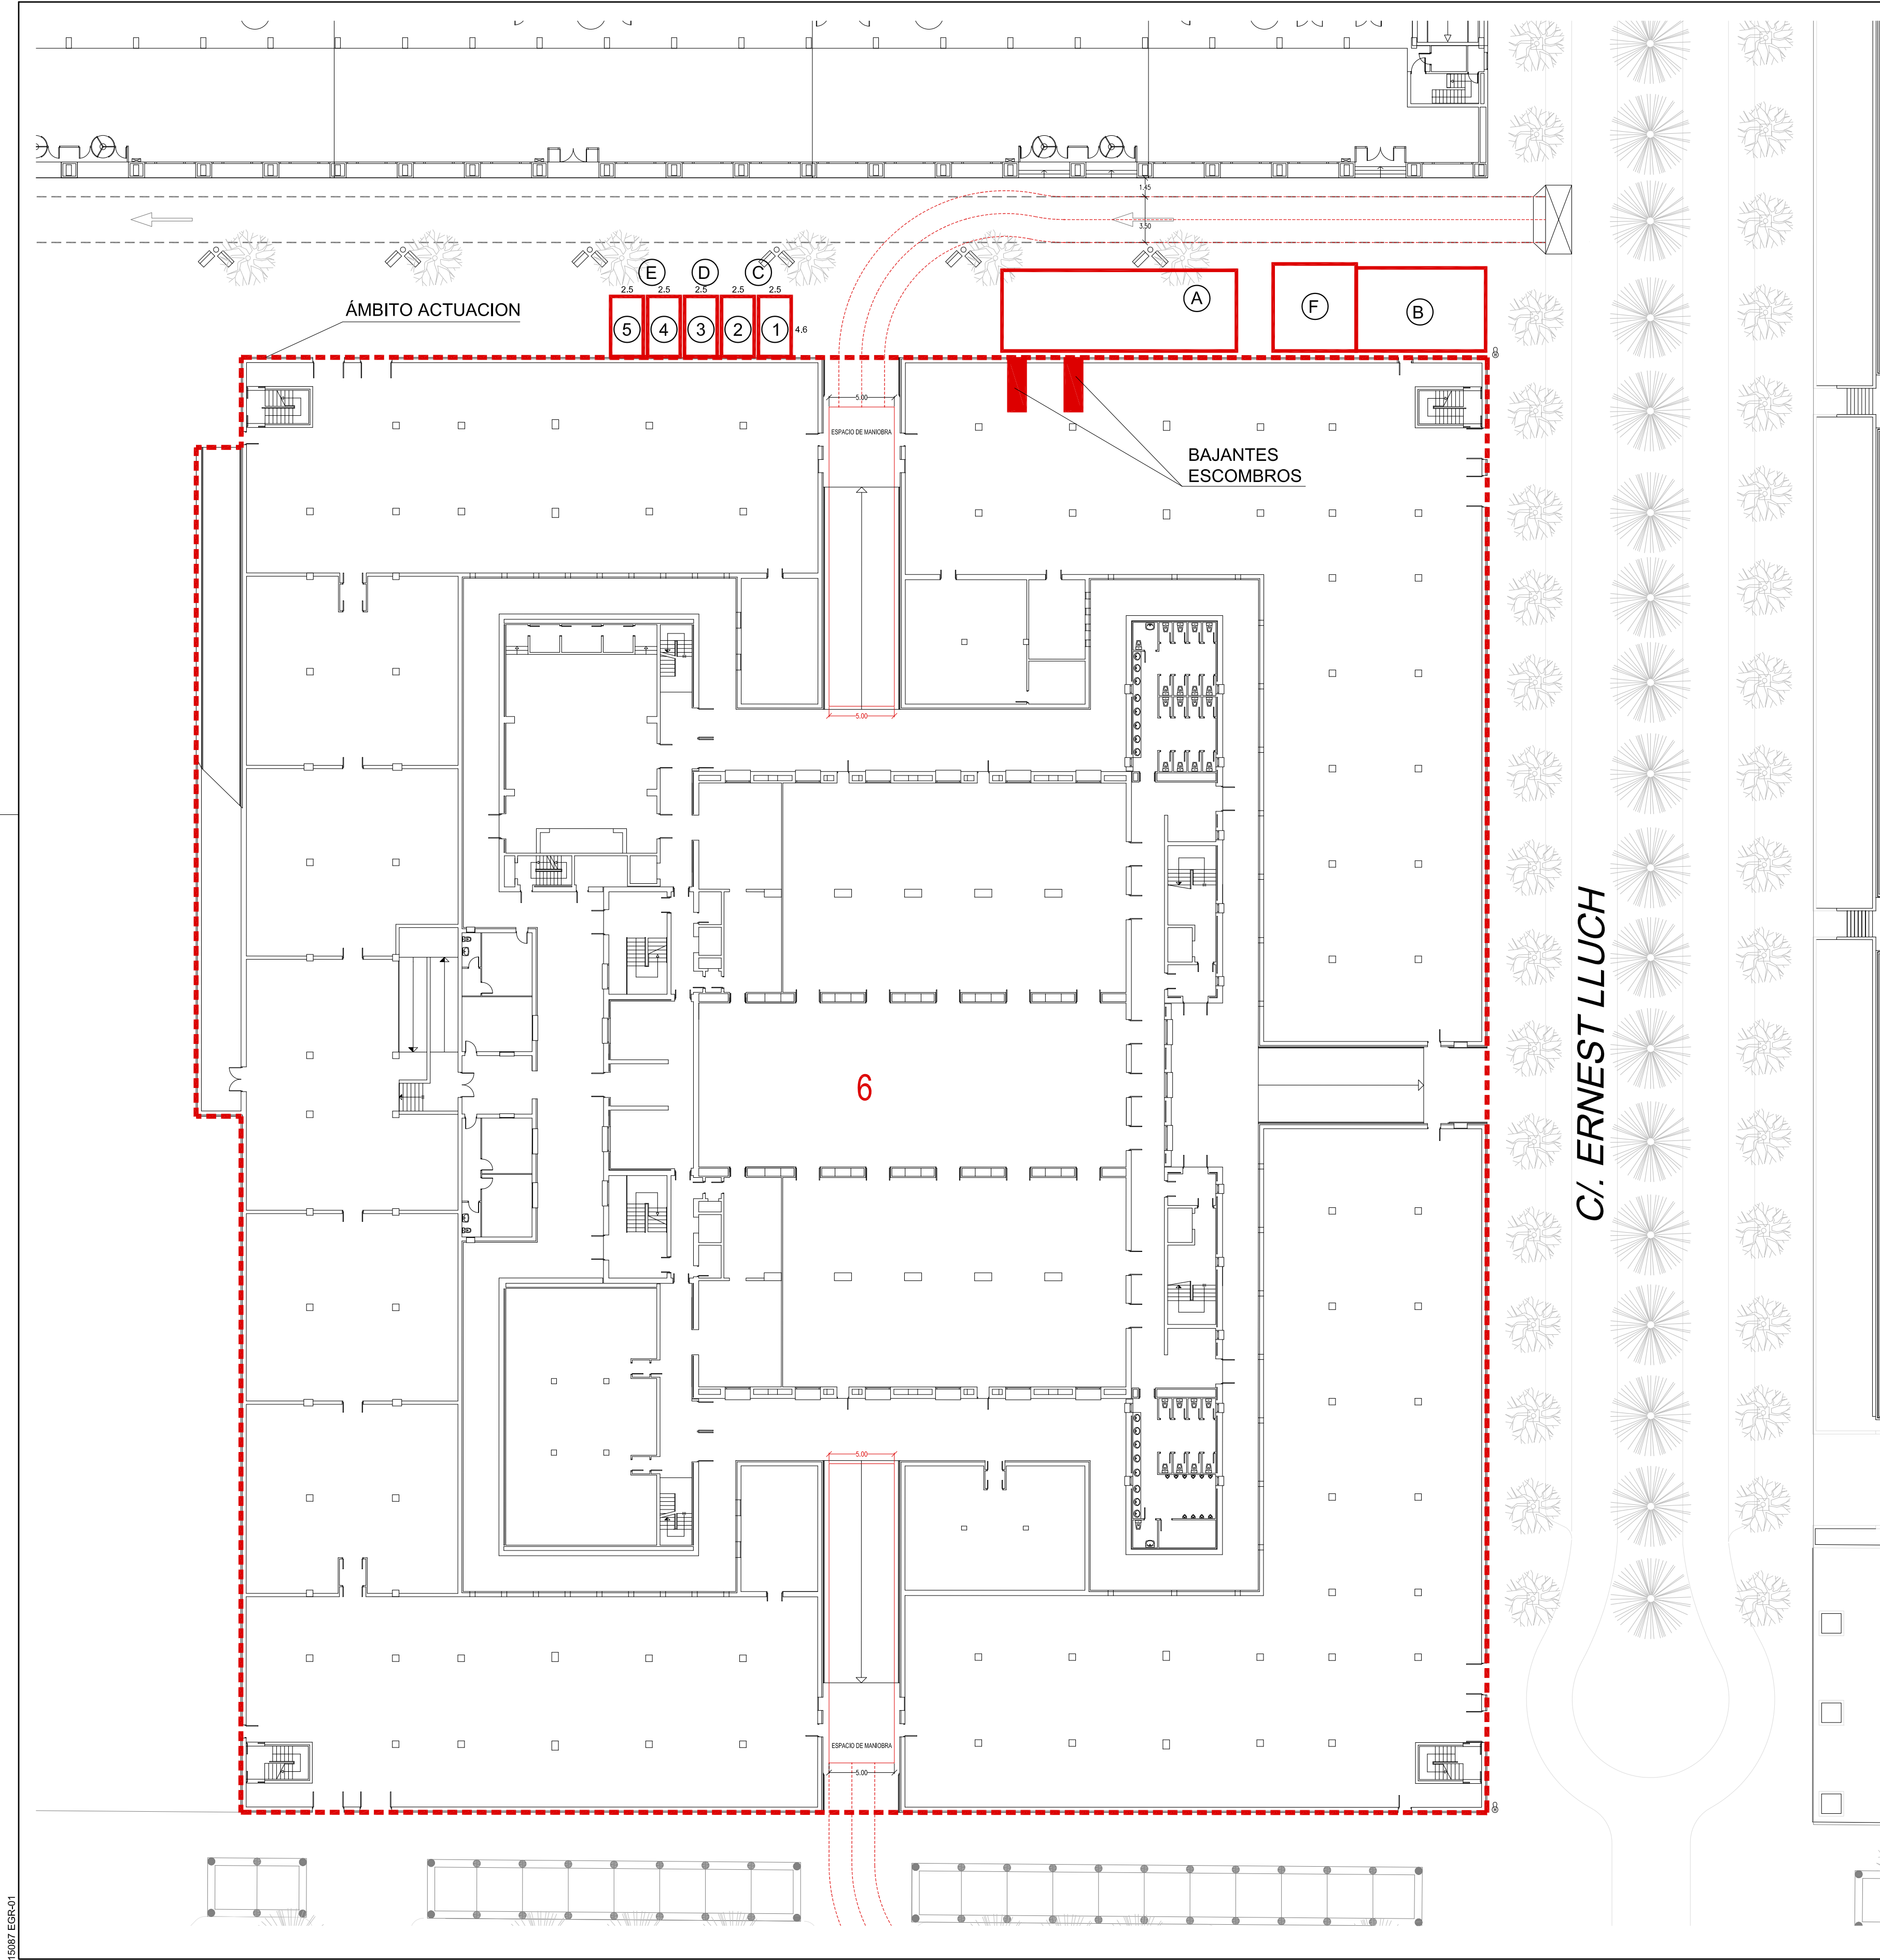 1.45
3.50
E
D
C
2.5
2.5
2.5
2.5
2.5
5
4
3
2
1
4.6
A
F
B
ÁMBITO ACTUACION
5.00
ESPACIO DE MANIOBRA
BAJANTES
ESCOMBROS
5.00
6
C/. ERNEST LLUCH
5.00
ESPACIO DE MANIOBRA
5.00
15087 EGR-01